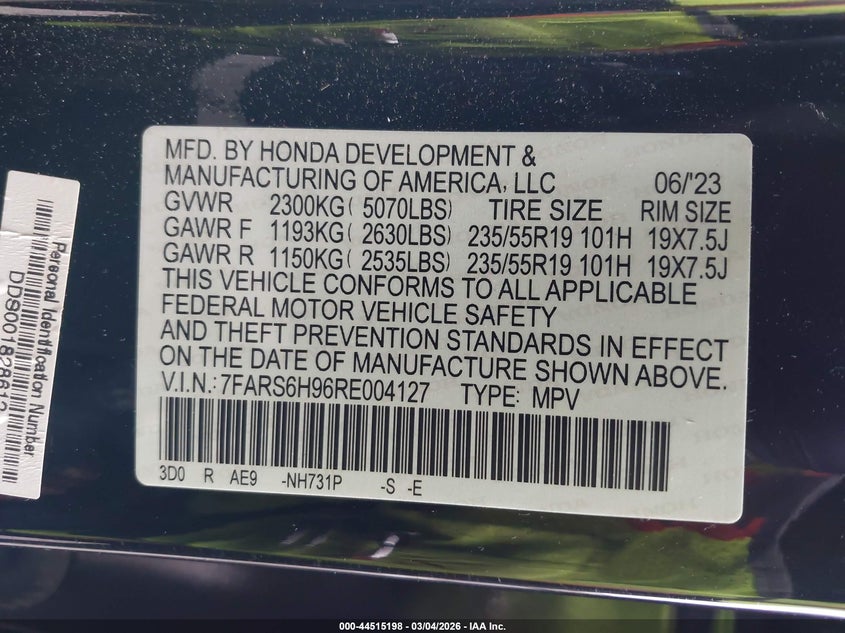 MFD. BY HONDA DEVELOPMENT &
MANUFACTURING OF AMERICA, LLC 06/'23
GVWR 2300KG( 5070LBS) TIRE SIZE RIM SIZE
GAWR F 1193KG( 2630LBS) 235/55R19 101H 19X7.5J
GAWR R 1150KG( 2535LBS) 235/55R19 101H 19X7.5J
THIS VEHICLE CONFORMS TO ALL APPLICABLE
FEDERAL MOTOR VEHICLE SAFETY
AND THEFT PREVENTION STANDARDS IN EFFECT
ON THE DATE OF MANUFACTURE SHOWN ABOVE.
V.I.N.: 7FARS6H96RE004127 TYPE: MPV
3D0 R AE9 -NH731P -S -E
Personal Identification Number
000-44515198 - 03/04/2026 - IAA Inc.